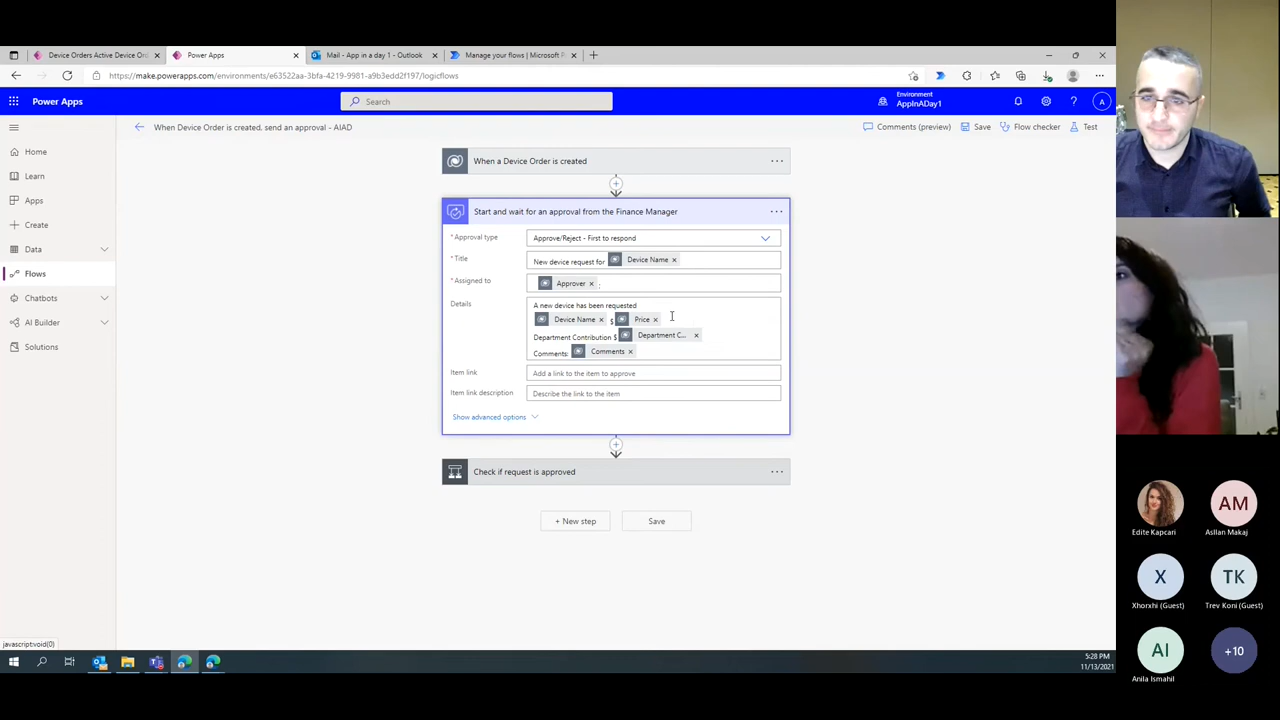 Device Orders Active Device Ord
Power Apps
Mail - App in a day 1 - Outlook
Manage your flows | Microsoft P
https://make.powerapps.com/environments/e63522aa-3bfa-4219-9981-a9b3edd2f197/logicflows
Power Apps
Search
Environment
AppInADay1
A
When Device Order is created, send an approval - AIAD
Comments (preview)
Save
Flow checker
Test
Home
Learn
Apps
Create
Data
Flows
Chatbots
AI Builder
Solutions
When a Device Order is created
Start and wait for an approval from the Finance Manager
* Approval type
Approve/Reject - First to respond
* Title
New device request for Device Name
* Assigned to
Approver ;
Details
A new device has been requested
Device Name $ Price
Department Contribution $ Department C...
Comments: Comments
Item link
Add a link to the item to approve
Item link description
Describe the link to the item
Show advanced options
Check if request is approved
+ New step
Save
javascript:void(0)
5:28 PM
11/13/2021
Edite Kapcari
AM
Asllan Makaj
X
Xhorxhi (Guest)
TK
Trev Koni (Guest)
AI
Anila Ismahil
+10